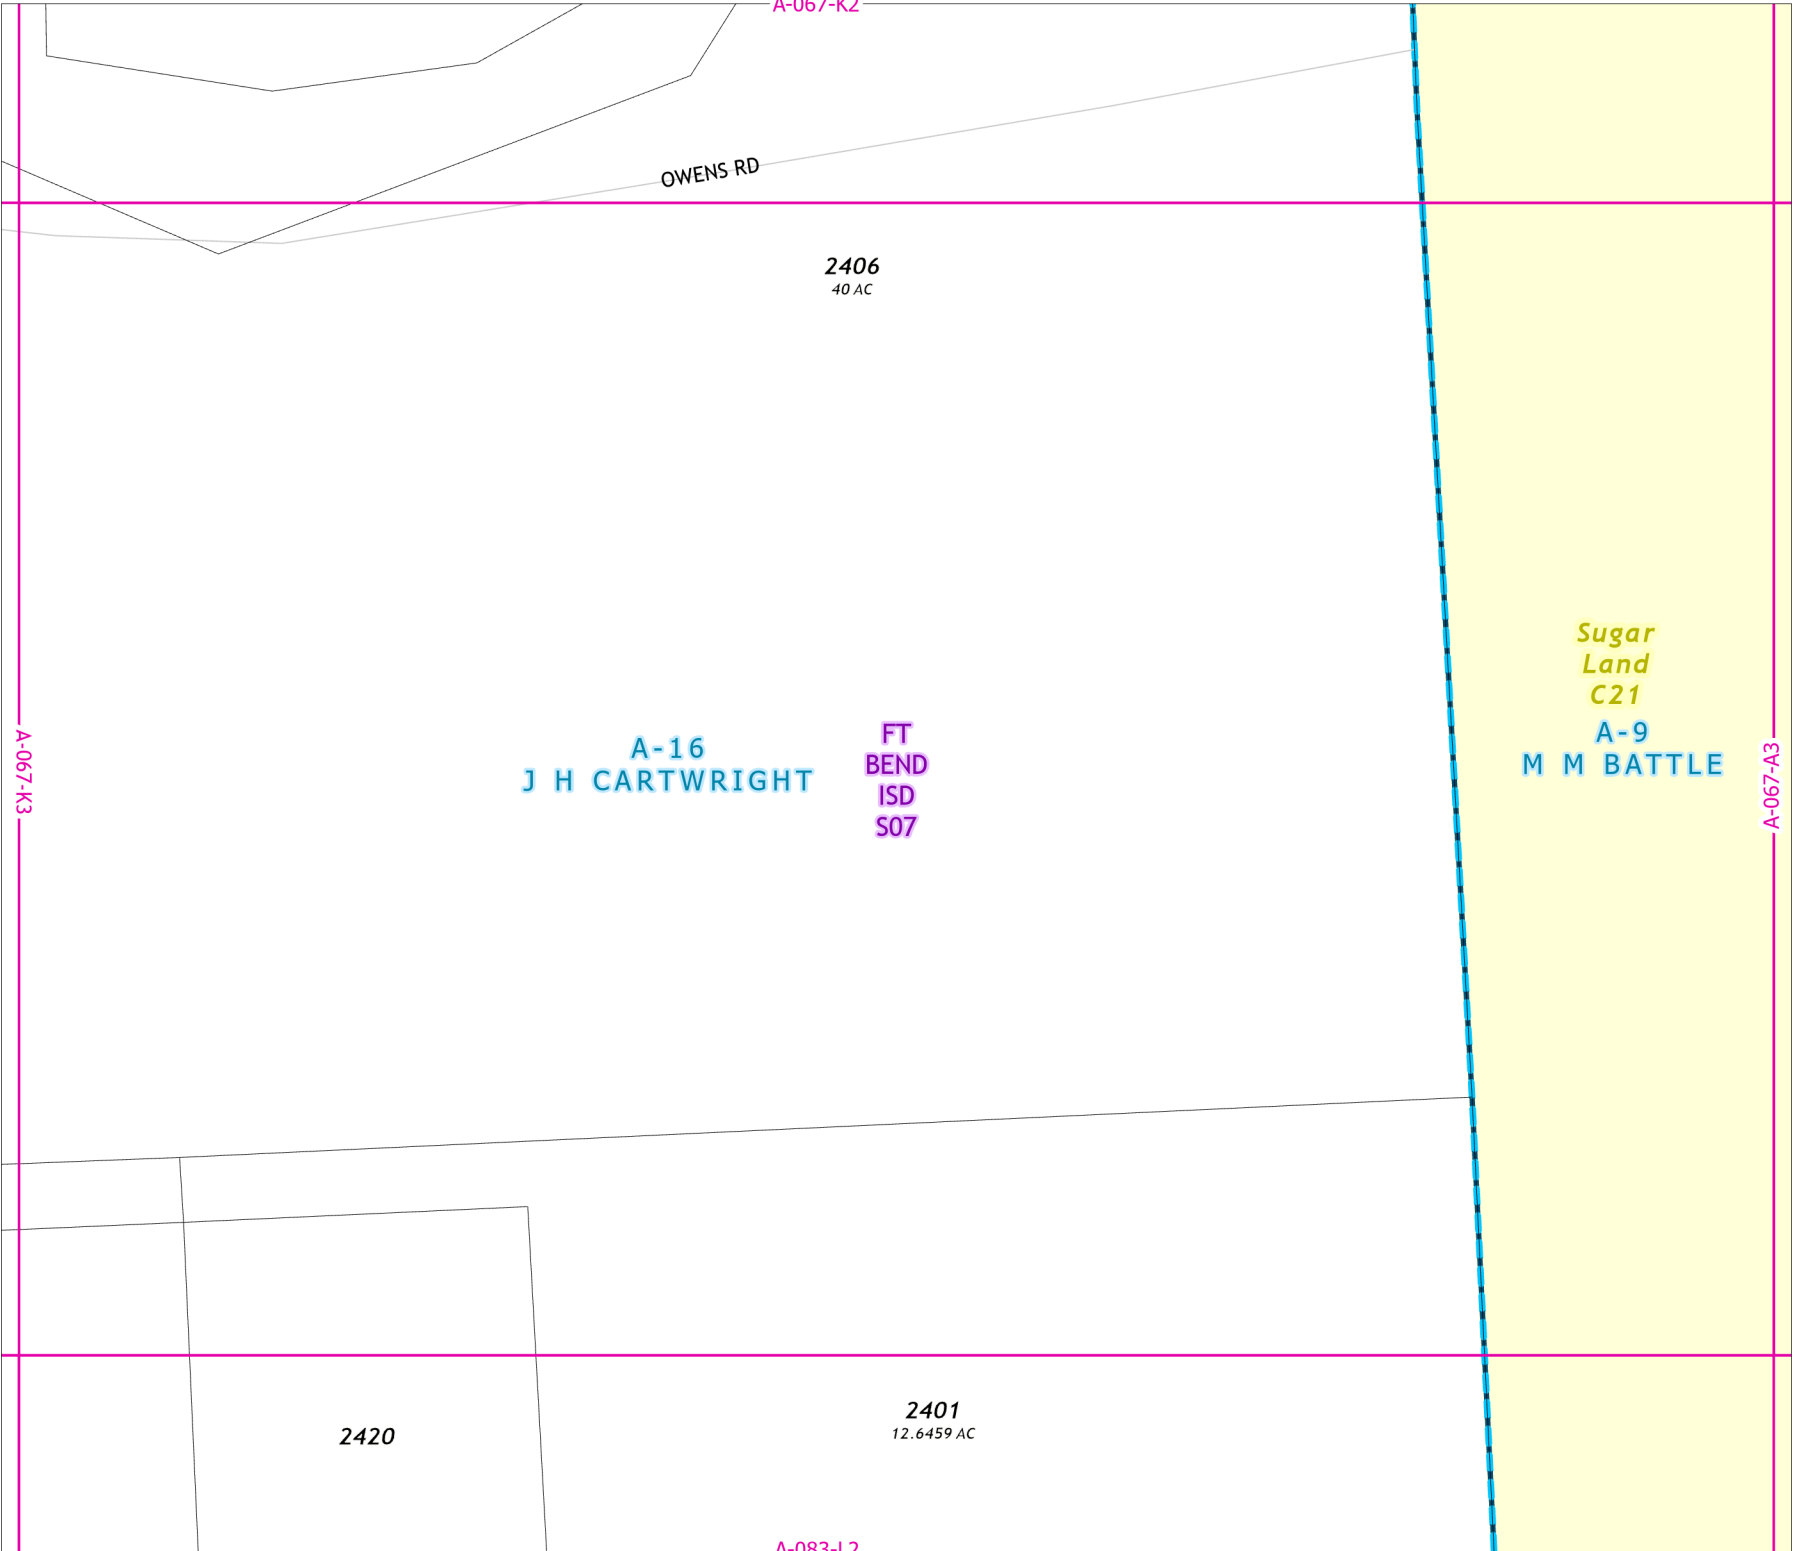 A-067-K2
OWENS RD
2406
40 AC
Sugar
Land
C21
A-9
M M BATTLE
A-16
J H CARTWRIGHT
FT
BEND
ISD
S07
A-067-K3
A-067-A3
2401
12.6459 AC
2420
A-083-L2